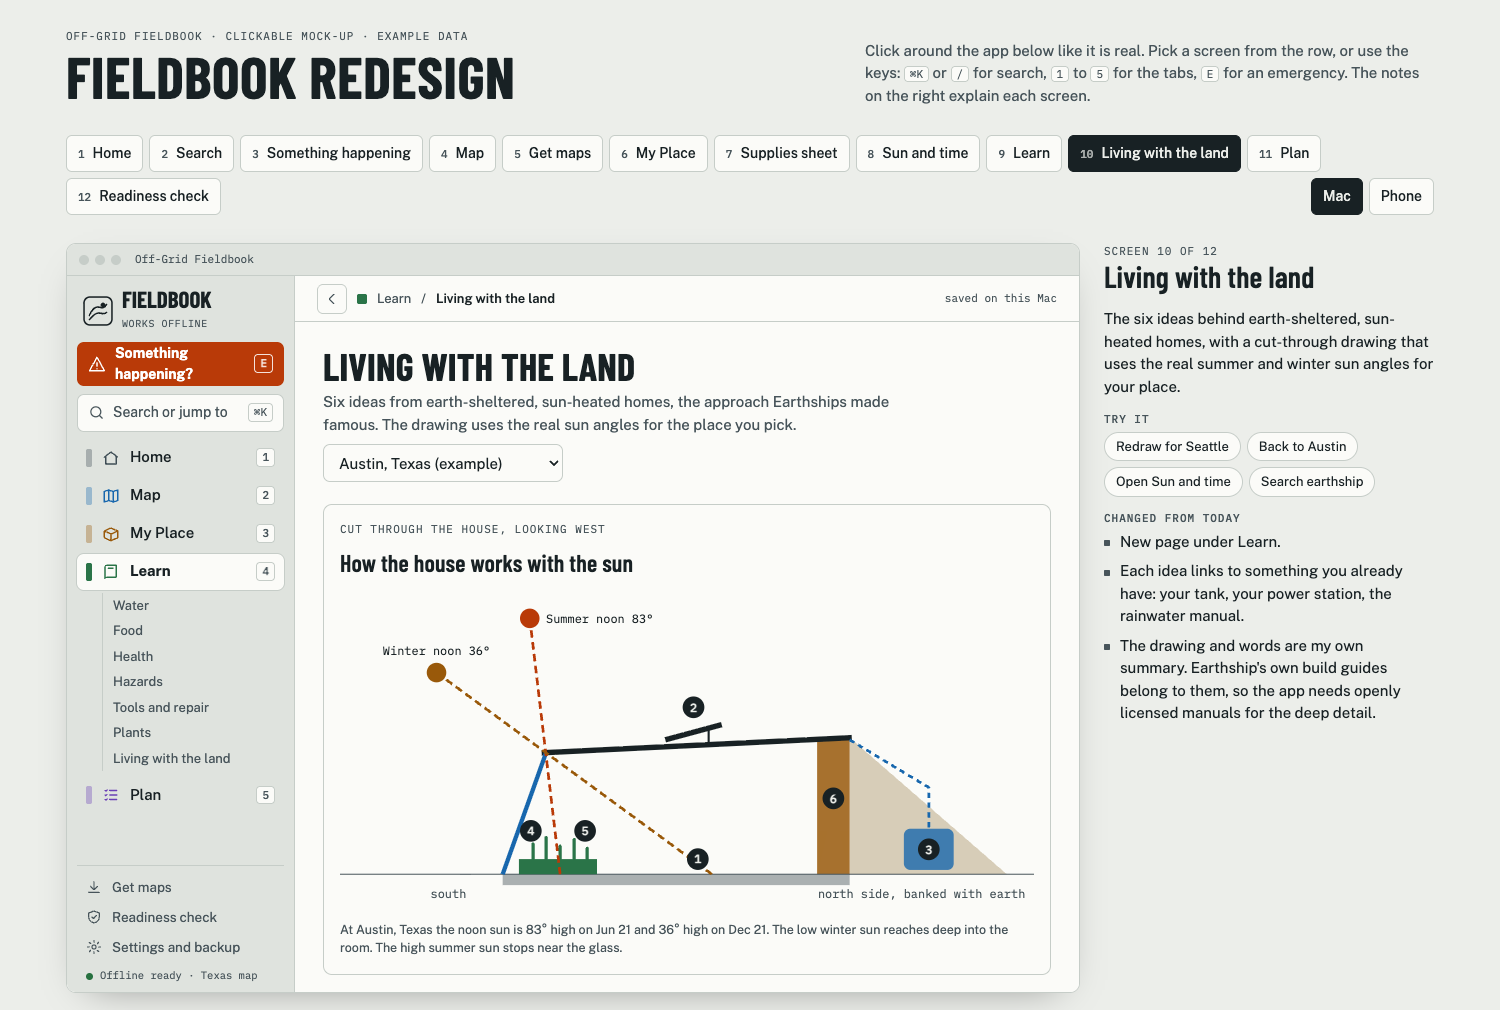 OFF-GRID FIELDBOOK · CLICKABLE MOCK-UP · EXAMPLE DATA
FIELDBOOK REDESIGN
Click around the app below like it is real. Pick a screen from the row, or use the
keys: ⌘K or / for search, 1 to 5 for the tabs, E for an emergency. The notes
on the right explain each screen.
1 Home
2 Search
3 Something happening
4 Map
5 Get maps
6 My Place
7 Supplies sheet
8 Sun and time
9 Learn
10 Living with the land
11 Plan
12 Readiness check
Mac
Phone
Off-Grid Fieldbook
FIELDBOOK
WORKS OFFLINE
Something
happening?
E
Search or jump to ⌘K
Home 1
Map 2
My Place 3
Learn 4
Water
Food
Health
Hazards
Tools and repair
Plants
Living with the land
Plan 5
Get maps
Readiness check
Settings and backup
Offline ready · Texas map
Learn / Living with the land
saved on this Mac
LIVING WITH THE LAND
Six ideas from earth-sheltered, sun-heated homes, the approach Earthships made
famous. The drawing uses the real sun angles for the place you pick.
Austin, Texas (example)
CUT THROUGH THE HOUSE, LOOKING WEST
How the house works with the sun
Summer noon 83°
Winter noon 36°
2
6
4
5
1
3
south
north side, banked with earth
At Austin, Texas the noon sun is 83° high on Jun 21 and 36° high on Dec 21. The low winter sun reaches deep into the
room. The high summer sun stops near the glass.
SCREEN 10 OF 12
Living with the land
The six ideas behind earth-sheltered, sun-
heated homes, with a cut-through drawing that
uses the real summer and winter sun angles for
your place.
TRY IT
Redraw for Seattle
Back to Austin
Open Sun and time
Search earthship
CHANGED FROM TODAY
New page under Learn.
Each idea links to something you already
have: your tank, your power station, the
rainwater manual.
The drawing and words are my own
summary. Earthship's own build guides
belong to them, so the app needs openly
licensed manuals for the deep detail.